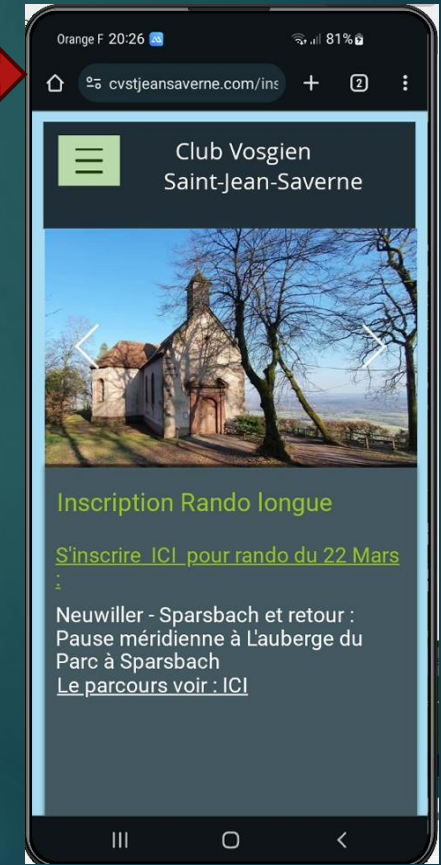 Orange F 20:26 81%
cvstjeansaverne.com/ins 2
Club Vosgien
Saint-Jean-Saverne
Inscription Rando longue
S'inscrire ICI pour rando du 22 Mars
:
Neuwiller - Sparsbach et retour :
Pause méridienne à L'auberge du
Parc à Sparsbach
Le parcours voir : ICI